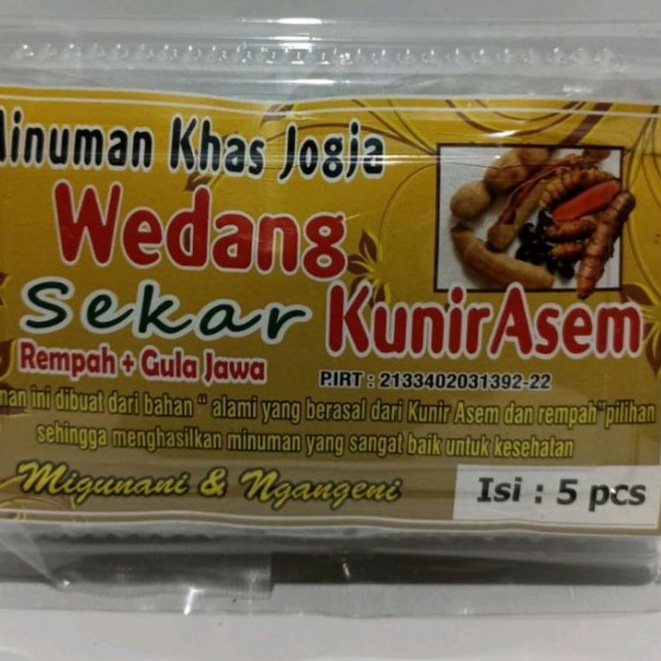 Minuman Khas Jogja
Wedang
Sekar KunirAsem
Rempah + Gula Jawa
P.IRT : 2133402031392-22
man ini dibuat dari bahan " alami yang berasal dari Kunir Asem dan rempah"pilihan
sehingga menghasilkan minuman yang sangat baik untuk kesehatan
Migunani & Ngangeni
Isi : 5 pcs